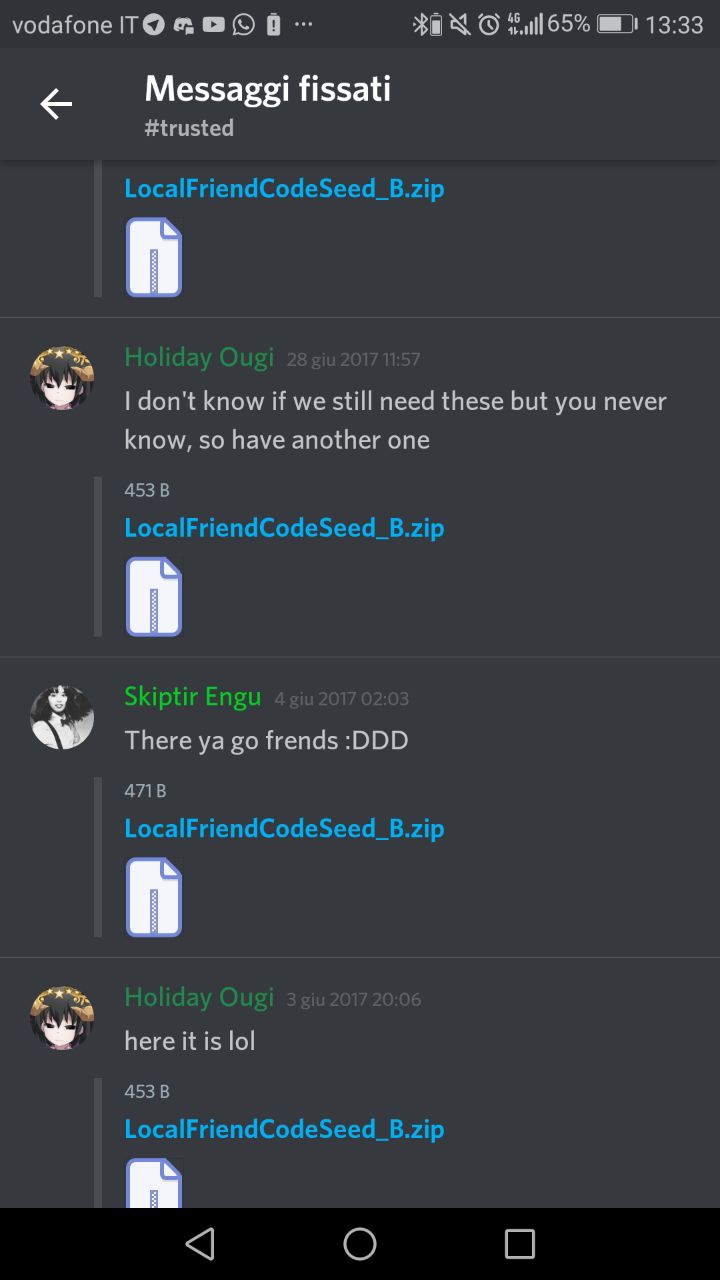 vodafone IT ... 4G 65% 13:33
Messaggi fissati
#trusted
LocalFriendCodeSeed_B.zip
Holiday Ougi 28 giu 2017 11:57
I don't know if we still need these but you never
know, so have another one
453 B
LocalFriendCodeSeed_B.zip
Skiptir Engu 4 giu 2017 02:03
There ya go frends :DDD
471 B
LocalFriendCodeSeed_B.zip
Holiday Ougi 3 giu 2017 20:06
here it is lol
453 B
LocalFriendCodeSeed_B.zip